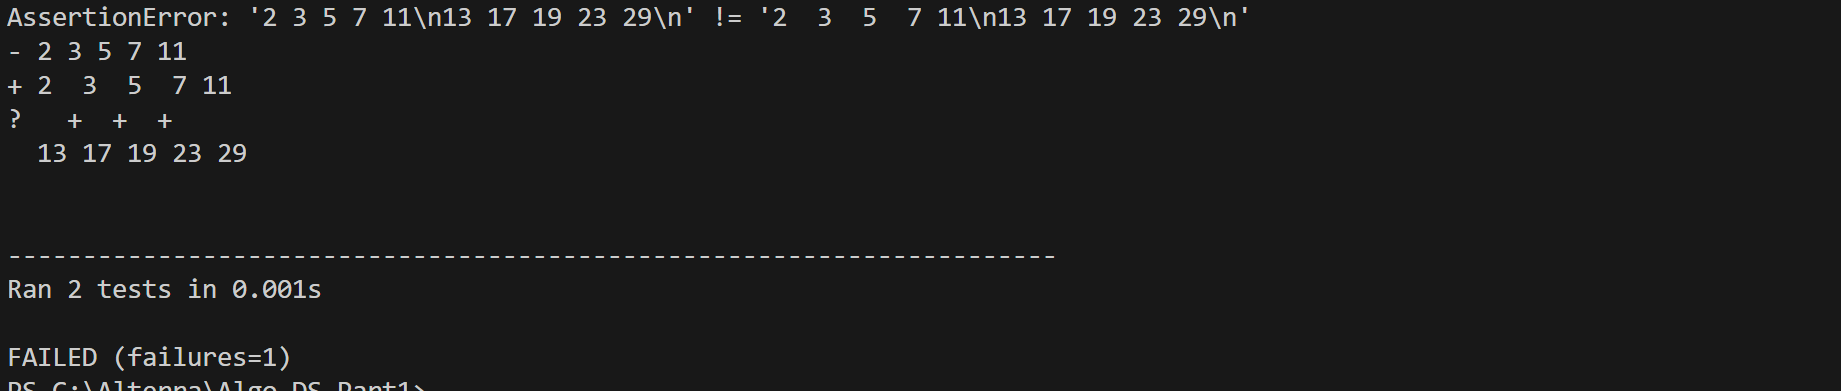 AssertionError: '2 3 5 7 11\n13 17 19 23 29\n' != '2  3  5  7 11\n13 17 19 23 29\n'
- 2 3 5 7 11
+ 2  3  5  7 11
?   +  +  +
  13 17 19 23 29
----------------------------------------------------------------------
Ran 2 tests in 0.001s
FAILED (failures=1)
PS C:\Alterra\Algo DS Part1>